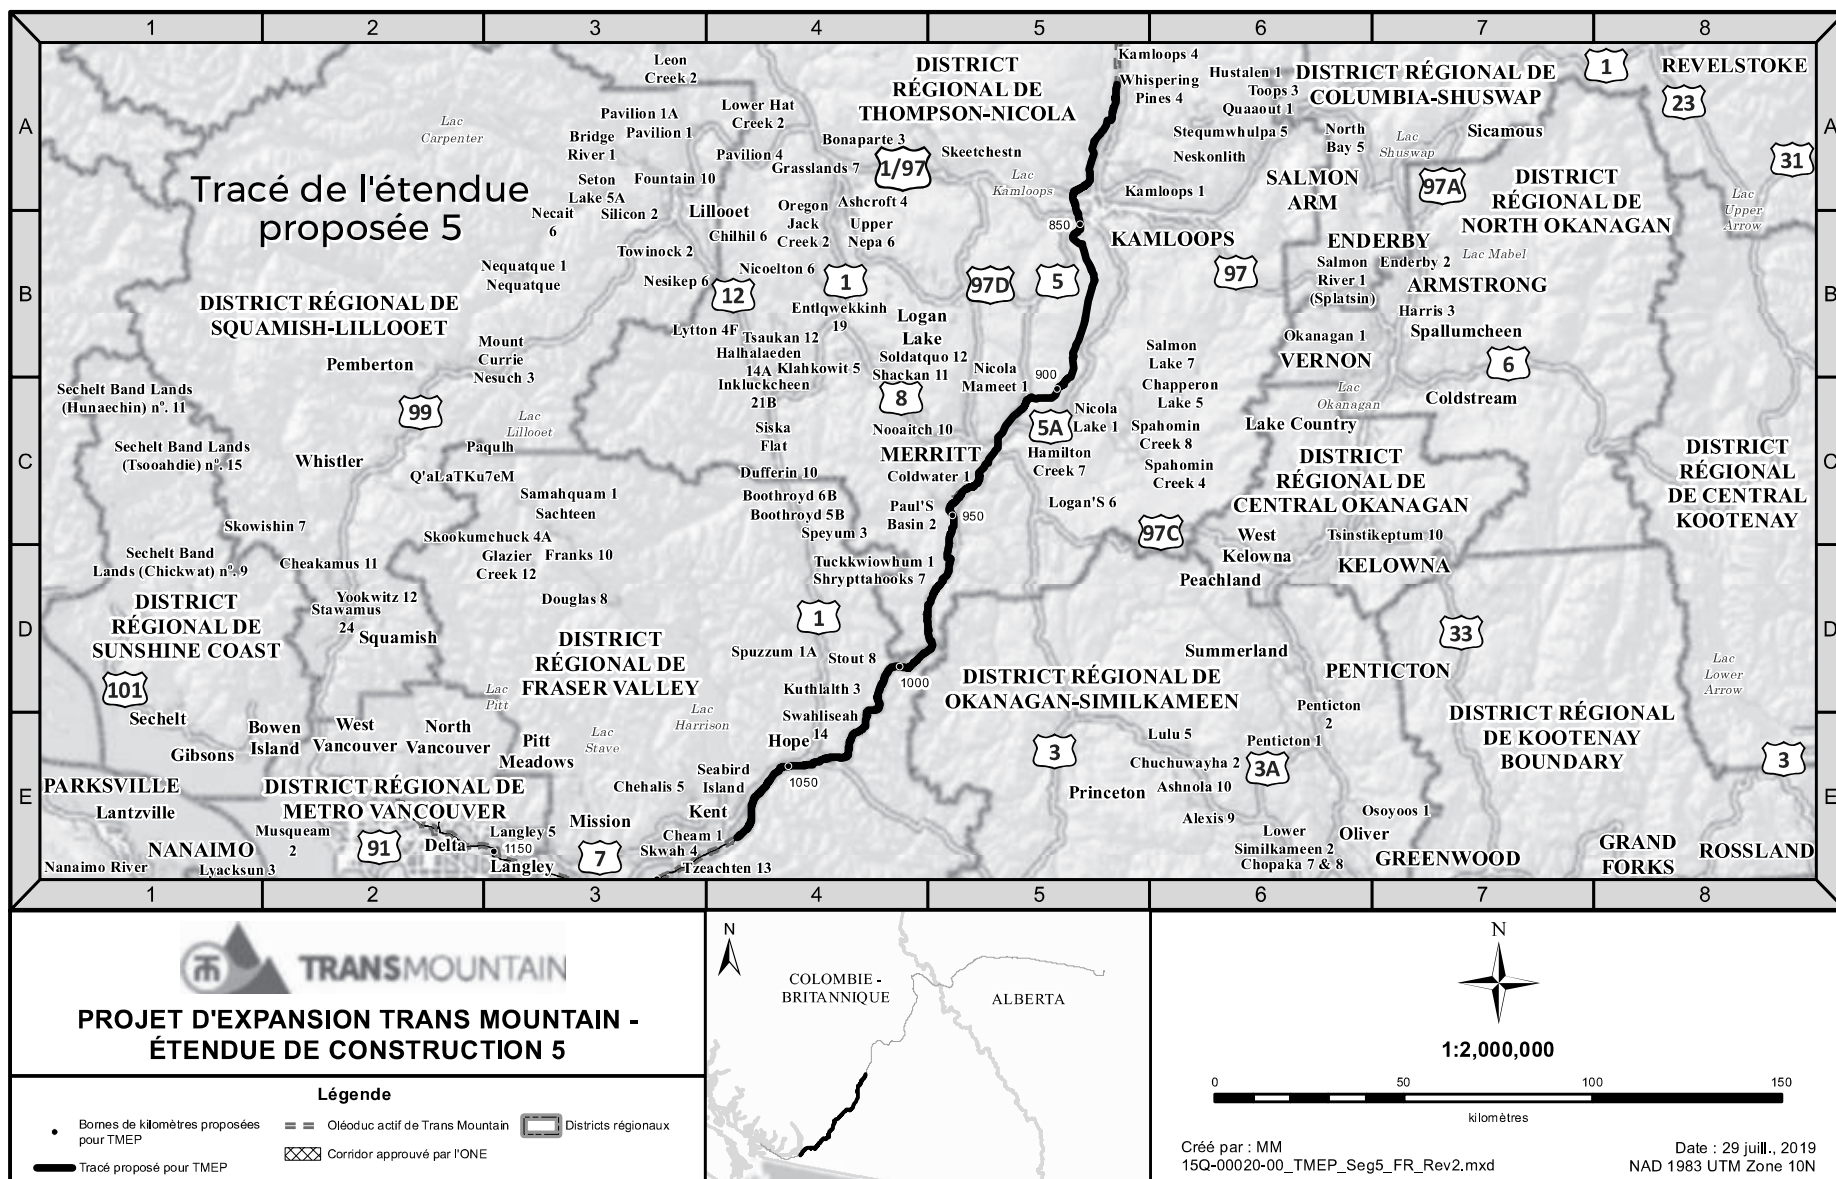 1 2 3 4 5 6 7 8
A
B
C
D
E
A
B
C
D
E
Tracé de l'étendue
proposée 5
Leon
Creek 2
Pavilion 1A
Pavilion 1
Bridge
River 1
Lower Hat
Creek 2
Lac
Carpenter
Pavilion 4
Seton
Lake 5A
Fountain 10
Necait
6
Silicon 2
Lillooet
Chilhil 6
Towinock 2
Nequatque 1
Nequatque
Nesikep 6
DISTRICT
RÉGIONAL DE
THOMPSON-NICOLA
Bonaparte 3
Grasslands 7
1/97
Skeetchestn
Lac
Kamloops
Oregon
Jack
Creek 2
Ashcroft 4
Upper
Nepa 6
Nicoelton 6
12
1
97D
5
850
Kamloops 4
Whispering
Pines 4
Hustalen 1
Toops 3
Quaaout 1
Stequmwhulpa 5
Neskonlith
Kamloops 1
DISTRICT RÉGIONAL DE
COLUMBIA-SHUSWAP
1
REVELSTOKE
23
31
North
Bay 5
Lac
Shuswap
Sicamous
SALMON
ARM
97A
DISTRICT
RÉGIONAL DE
NORTH OKANAGAN
Lac
Upper
Arrow
KAMLOOPS
97
ENDERBY
Salmon
River 1
(Splatsin)
Enderby 2
Lac Mabel
ARMSTRONG
Harris 3
Spallumcheen
Okanagan 1
VERNON
6
DISTRICT RÉGIONAL DE
SQUAMISH-LILLOOET
Pemberton
Mount
Currie
Nesuch 3
Entlqwekkinh
19
Lytton 4F
Tsaukan 12
Halhalaeden
14A
Klahkowit 5
Inkluckcheen
21B
Logan
Lake
Soldatquo 12
Shackan 11
8
Nicola
Mameet 1
900
Salmon
Lake 7
Chapperon
Lake 5
Nicola
Lake 1
5A
Hamilton
Creek 7
Spahomin
Creek 8
Spahomin
Creek 4
Logan'S 6
Lac
Okanagan
Coldstream
Lake Country
Sechelt Band Lands
(Hunaechin) nº. 11
Sechelt Band Lands
(Tsooahdie) nº. 15
99
Lac
Lillooet
Paqulh
Whistler
Q'aLaTKu7eM
Siska
Flat
Nooaitch 10
MERRITT
Coldwater 1
Dufferin 10
Boothroyd 6B
Boothroyd 5B
Speyum 3
Paul'S
Basin 2
950
Samahquam 1
Sachteen
Skowishin 7
Skookumchuck 4A
Glazier
Creek 12
Franks 10
Tuckkwiowhum 1
Shrypttahooks 7
97C
DISTRICT
RÉGIONAL DE
CENTRAL OKANAGAN
West
Kelowna
Tsinstikeptum 10
KELOWNA
Peachland
DISTRICT
RÉGIONAL
DE CENTRAL
KOOTENAY
Sechelt Band
Lands (Chickwat) nº. 9
Cheakamus 11
DISTRICT
RÉGIONAL DE
SUNSHINE COAST
Yookwitz 12
Stawamus
24
Squamish
Douglas 8
DISTRICT
RÉGIONAL DE
FRASER VALLEY
1
Spuzzum 1A
Stout 8
1000
Kuthlalth 3
DISTRICT RÉGIONAL DE
OKANAGAN-SIMILKAMEEN
Summerland
PENTICTON
33
Lac
Lower
Arrow
101
Sechelt
Gibsons
Bowen
Island
West
Vancouver
North
Vancouver
Lac
Pitt
Pitt
Meadows
Lac
Stave
Lac
Harrison
Swahliseah
14
Hope
1050
Penticton
2
Penticton 1
Lulu 5
3
Chuchuwayha 2
3A
Princeton
Ashnola 10
Alexis 9
DISTRICT RÉGIONAL
DE KOOTENAY
BOUNDARY
3
PARKSVILLE
Lantzville
DISTRICT RÉGIONAL DE
METRO VANCOUVER
Chehalis 5
Seabird
Island
Kent
Mission
Cheam 1
Skwah 4
Tzeachten 13
Musqueam
2
91
Delta
Langley 5
1150
Langley
7
NANAIMO
Nanaimo River
Lyacksun 3
Lower
Similkameen 2
Chopaka 7 & 8
Osoyoos 1
Oliver
GREENWOOD
GRAND
FORKS
ROSSLAND
1 2 3 4 5 6 7 8
TRANSMOUNTAIN
PROJET D'EXPANSION TRANS MOUNTAIN -
ÉTENDUE DE CONSTRUCTION 5
Légende
Bornes de kilomètres proposées
pour TMEP
Tracé proposé pour TMEP
Oléoduc actif de Trans Mountain
Corridor approuvé par l'ONE
Districts régionaux
N
COLOMBIE -
BRITANNIQUE
ALBERTA
N
1:2,000,000
0 50 100 150
kilomètres
Créé par : MM
15Q-00020-00_TMEP_Seg5_FR_Rev2.mxd
Date : 29 juill., 2019
NAD 1983 UTM Zone 10N